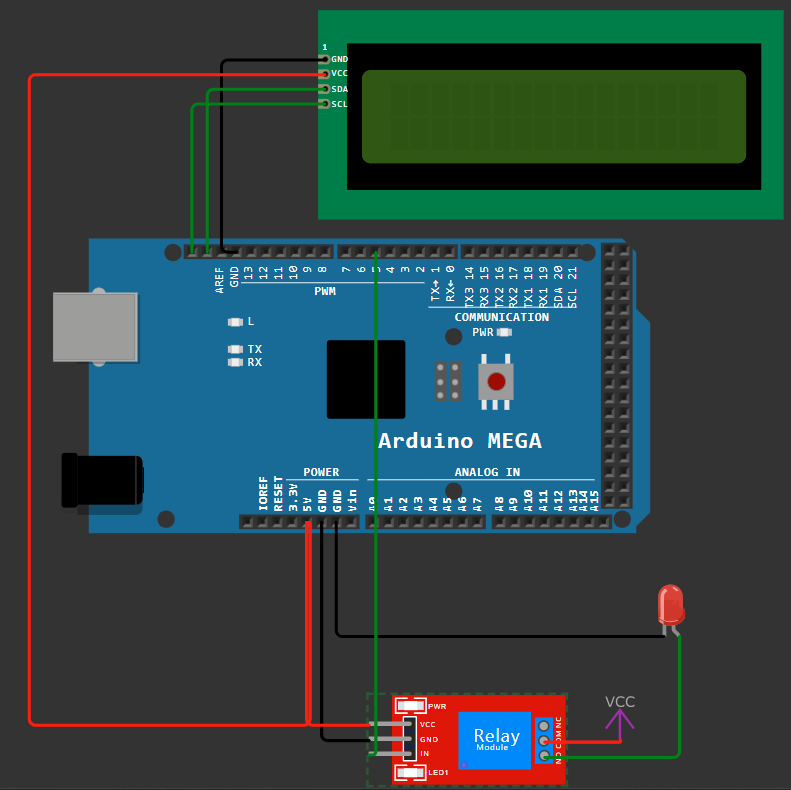 1
GND
VCC
SDA
SCL
AREF
GND
13
12
11
10
9
8
7
6
5
4
3
2
TX→ 1
RX← 0
TX3 14
RX3 15
TX2 16
RX2 17
TX1 18
RX1 19
SDA 20
SCL 21
PWM
COMMUNICATION
L
PWR
TX
RX
Arduino MEGA
POWER
ANALOG IN
IOREF
RESET
3.3V
5V
GND
GND
Vin
A0
A1
A2
A3
A4
A5
A6
A7
A8
A9
A10
A11
A12
A13
A14
A15
VCC
PWR
VCC
GND
IN
LED1
Relay
Module
NO COM NC